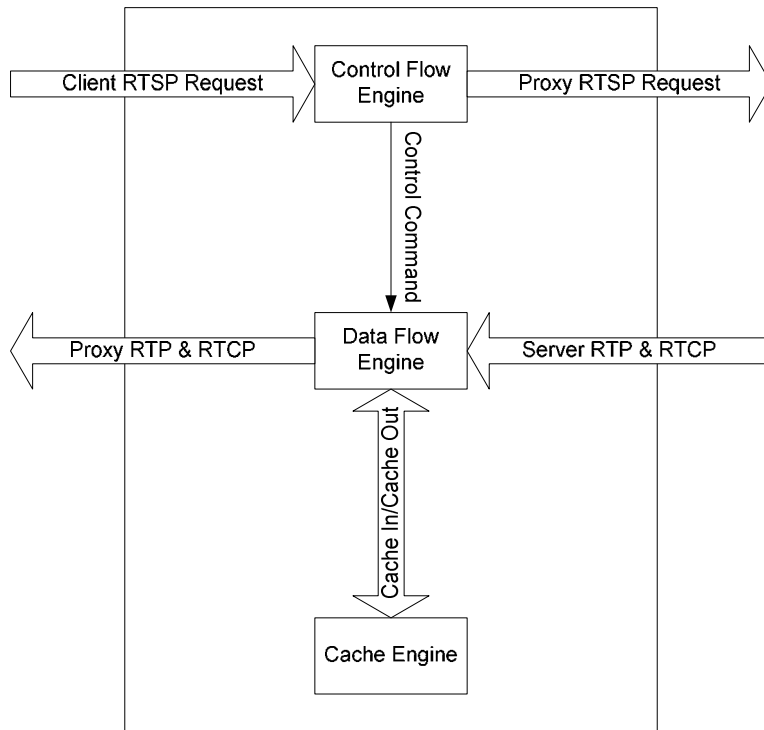 Client RTSP Request
Control Flow
Engine
Proxy RTSP Request
Control Command
Proxy RTP & RTCP
Data Flow
Engine
Server RTP & RTCP
Cache In/Cache Out
Cache Engine